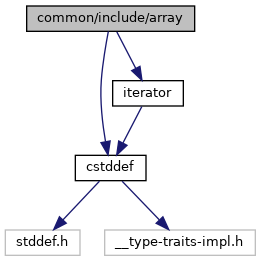 common/include/array
iterator
cstddef
stddef.h
__type-traits-impl.h